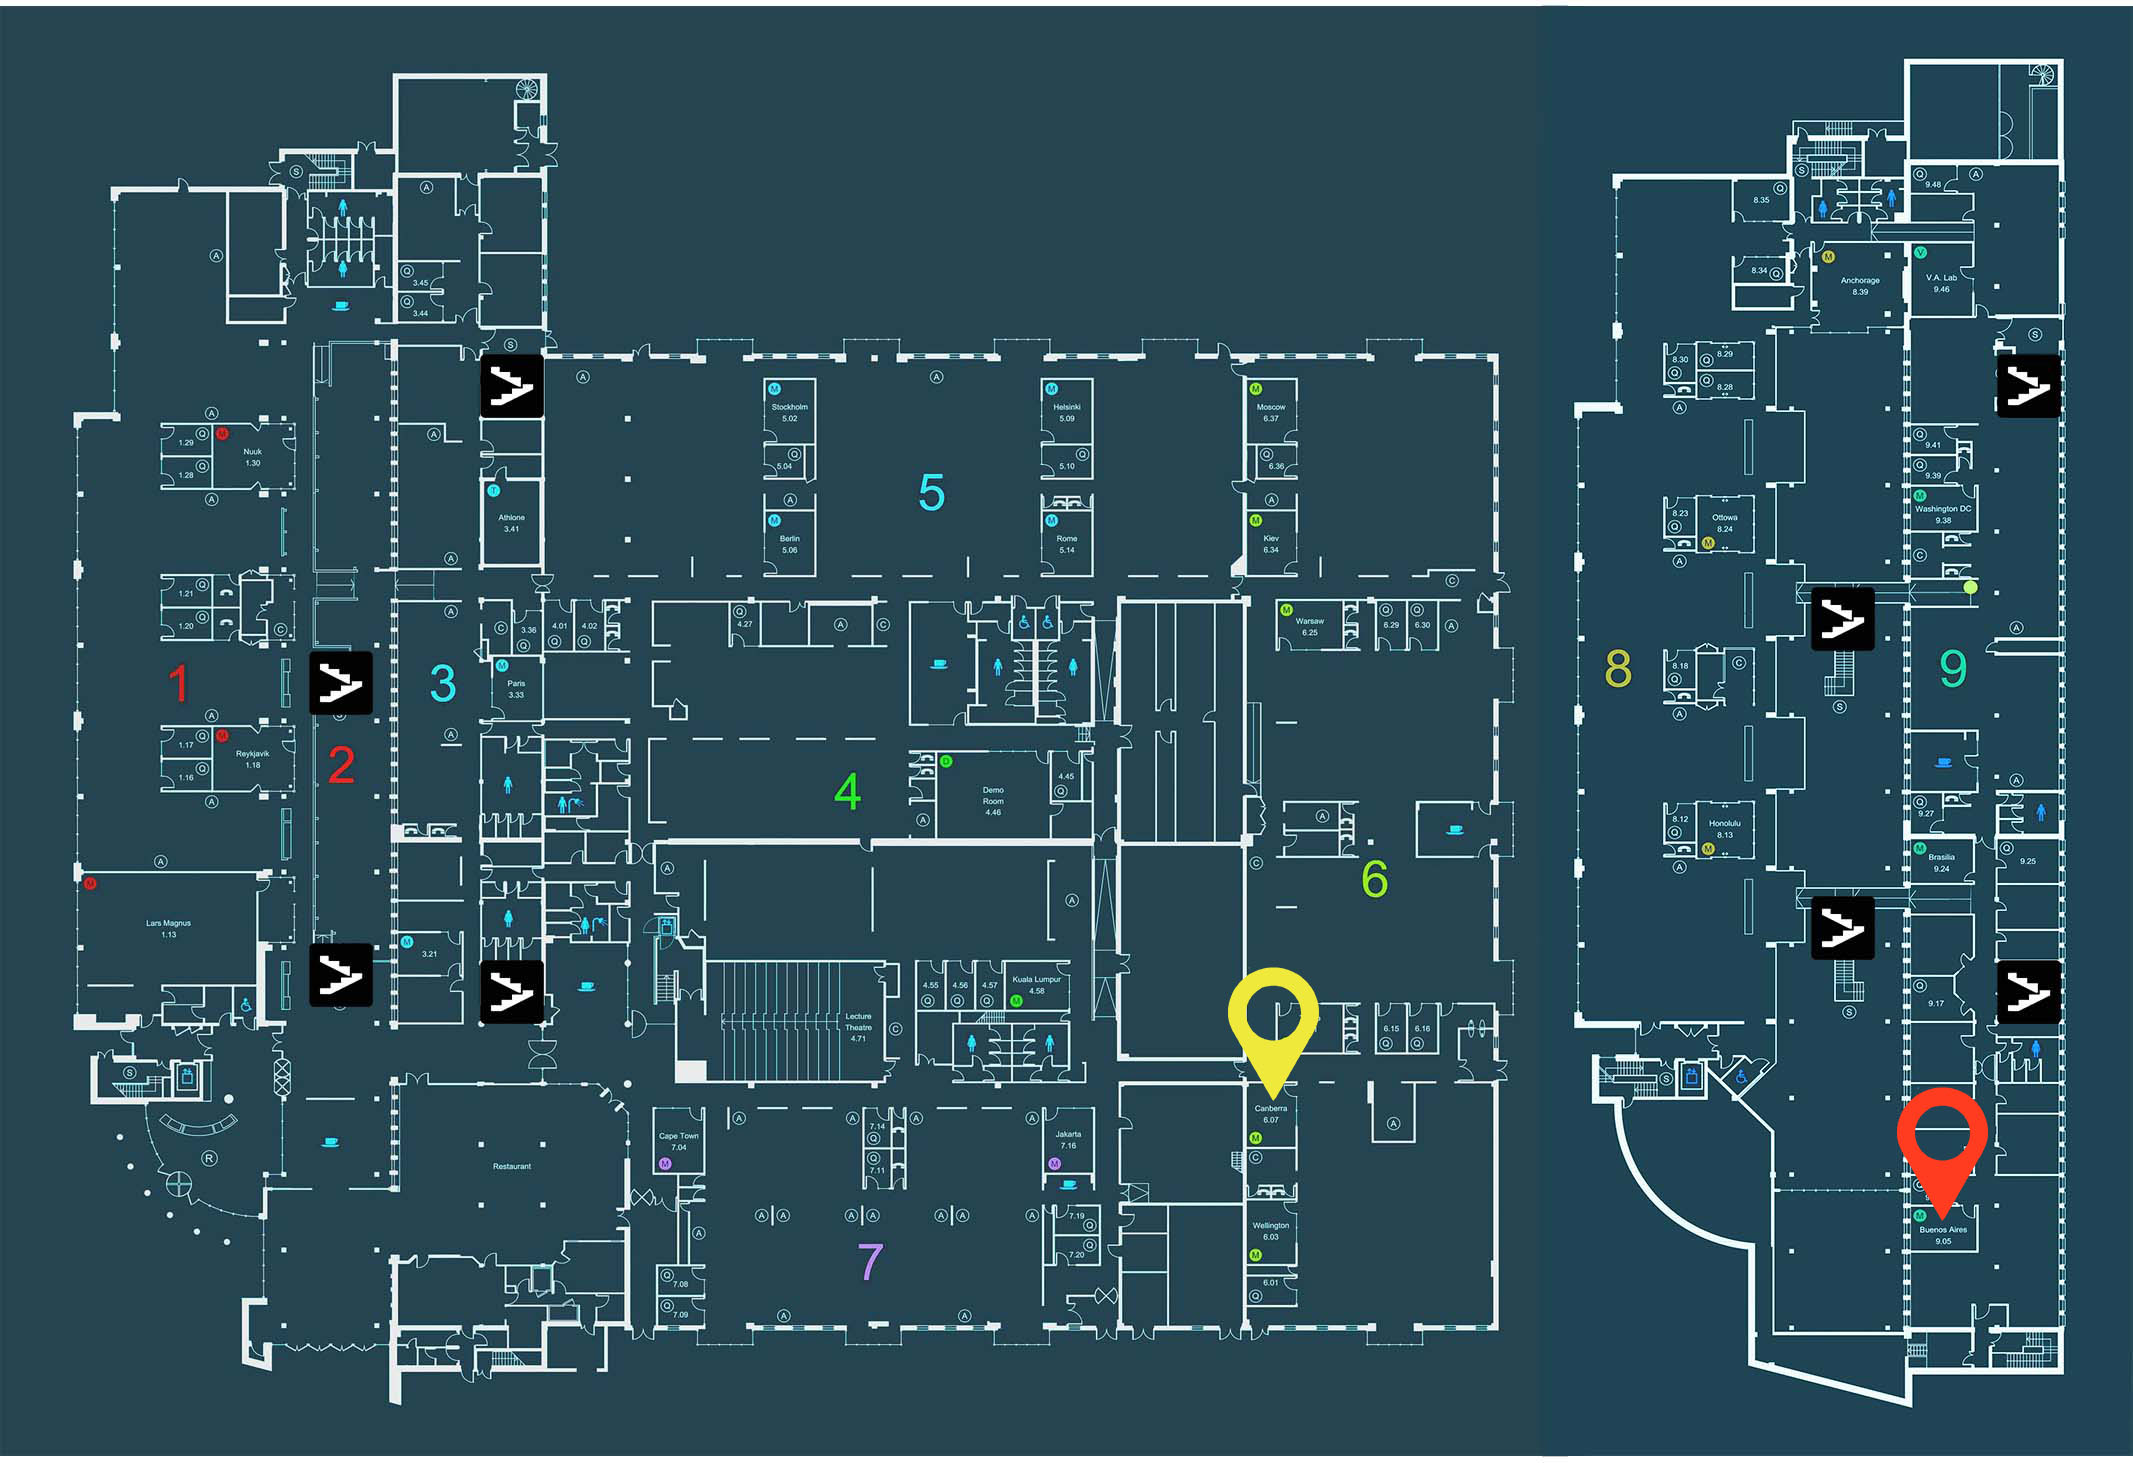 S
A
A
Q
3.45
Q
3.44
S
A
A
A
M
Stockholm
5.02
M
Helsinki
5.09
M
Moscow
6.37
A
A
Q
1.29
M
Nuuk
1.30
Q
1.28
A
5.04
Q
5.10
Q
6.36
Q
5
T
Athlone
3.41
A
A
A
M
Berlin
5.06
M
Rome
5.14
M
Kiev
6.34
A
C
Q
1.21
Q
1.20
C
A
C
3.36
Q
4.01
Q
4.02
Q
Q
4.27
A
C
M
Warsaw
6.25
Q
6.29
Q
6.30
A
1
3
M
Paris
3.33
A
A
2
Q
1.17
M
Reykjavik
1.18
Q
1.16
A
4
D
Demo
Room
4.46
4.45
Q
A
A
A
M
Lars Magnus
1.13
A
A
C
6
M
3.21
4.55
Q
4.56
Q
4.57
Q
Kuala Lumpur
4.58
M
Lecture
Theatre
4.71
C
6.15
Q
6.16
Q
S
R
Restaurant
Cape Town
7.04
M
A
7.14
Q
7.11
Q
A
A
Jakarta
7.16
M
Canberra
6.07
M
A
C
A
A
A
A
A
A
A
A
7.19
Q
7.20
Q
Wellington
6.03
M
7
Q
7.08
Q
7.09
A
A
6.01
Q
S
Q
8.35
Q
9.48
A
8.34
Q
M
Anchorage
8.39
V
V.A. Lab
9.46
S
8.30
Q
Q
8.29
Q
8.28
A
Q
9.41
Q
9.39
8.23
Q
Ottowa
8.24
M
A
M
Washington DC
9.38
C
A
8
8.18
Q
C
A
S
9
A
Q
9.27
8.12
Q
Honolulu
8.13
M
A
M
Brasilia
9.24
Q
9.25
Q
9.17
S
S
Q
M
Buenos Aires
9.05